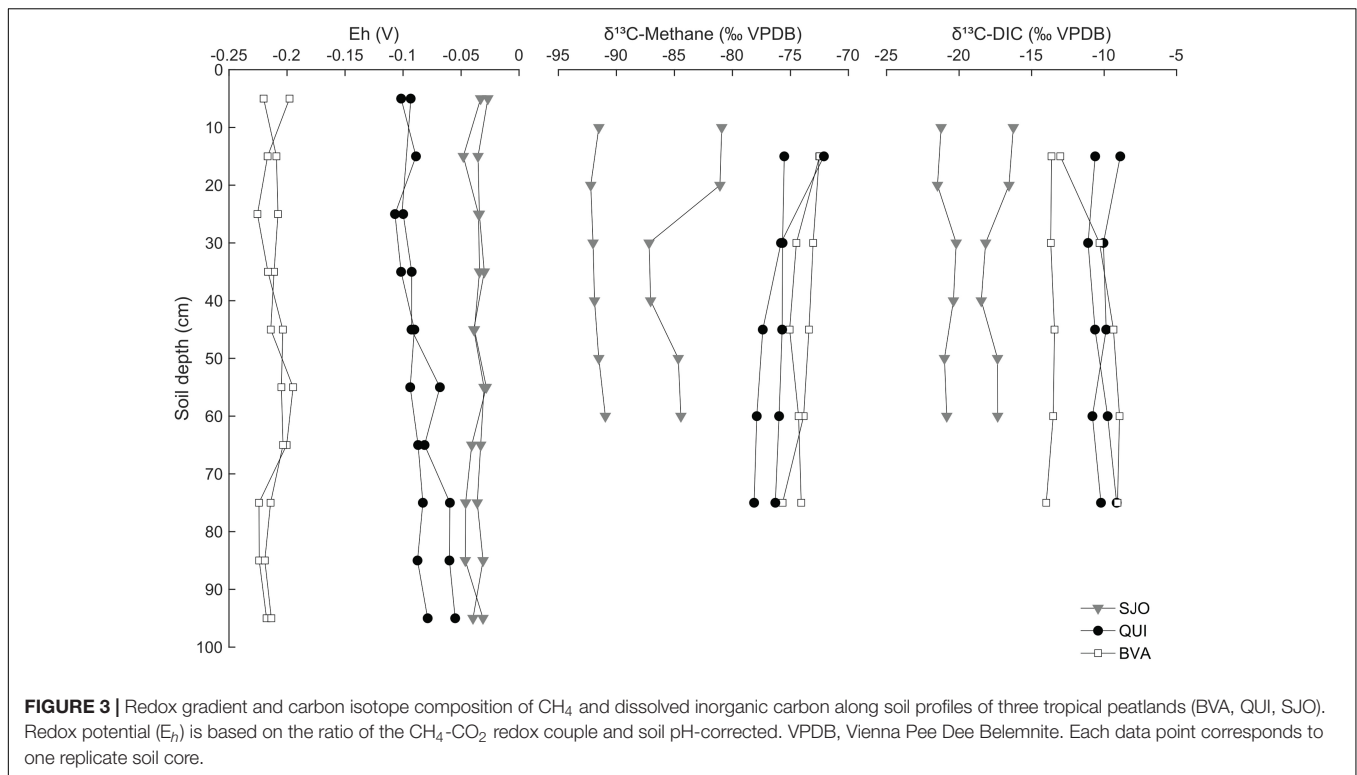 Eh (V) δ¹³C-Methane (‰ VPDB) δ¹³C-DIC (‰ VPDB)
-0.25 -0.2 -0.15 -0.1 -0.05 0 -95 -90 -85 -80 -75 -70 -25 -20 -15 -10 -5
0
10
20
30
40
50
60
70
80
90
100
Soil depth (cm)
SJO
QUI
BVA
FIGURE 3 | Redox gradient and carbon isotope composition of CH₄ and dissolved inorganic carbon along soil profiles of three tropical peatlands (BVA, QUI, SJO).
Redox potential (Eₕ) is based on the ratio of the CH₄-CO₂ redox couple and soil pH-corrected. VPDB, Vienna Pee Dee Belemnite. Each data point corresponds to
one replicate soil core.